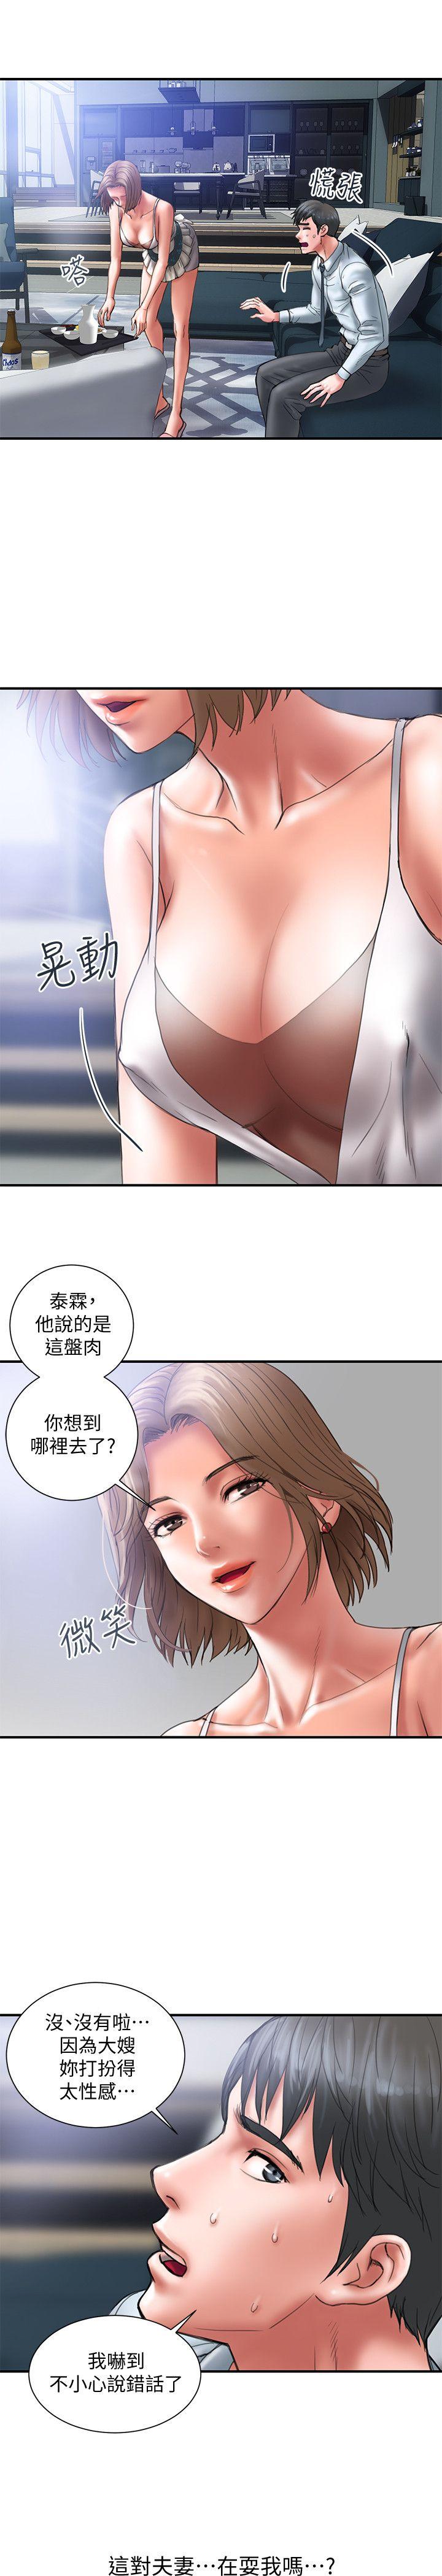 慌張
嗒
晃動
泰霖，
他說的是
這盤肉
你想到
哪裡去了?
微笑
沒、沒有啦…
因為大嫂
妳打扮得
太性感…
我嚇到
不小心說錯話了
這對夫妻…在耍我嗎…?